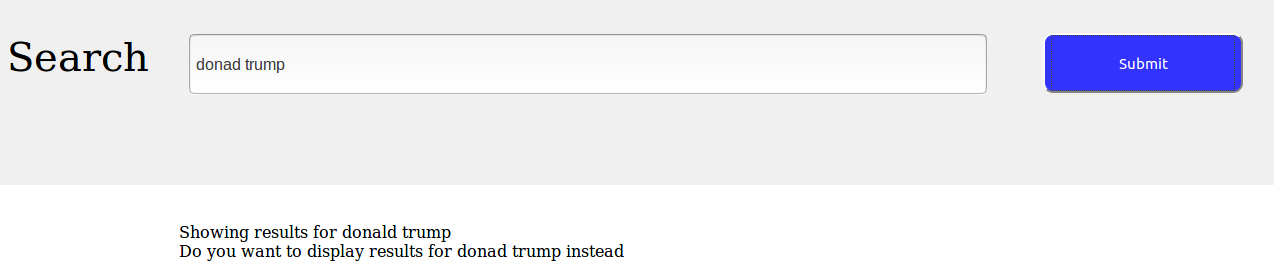 Search
donad trump
Submit
Showing results for donald trump
Do you want to display results for donad trump instead